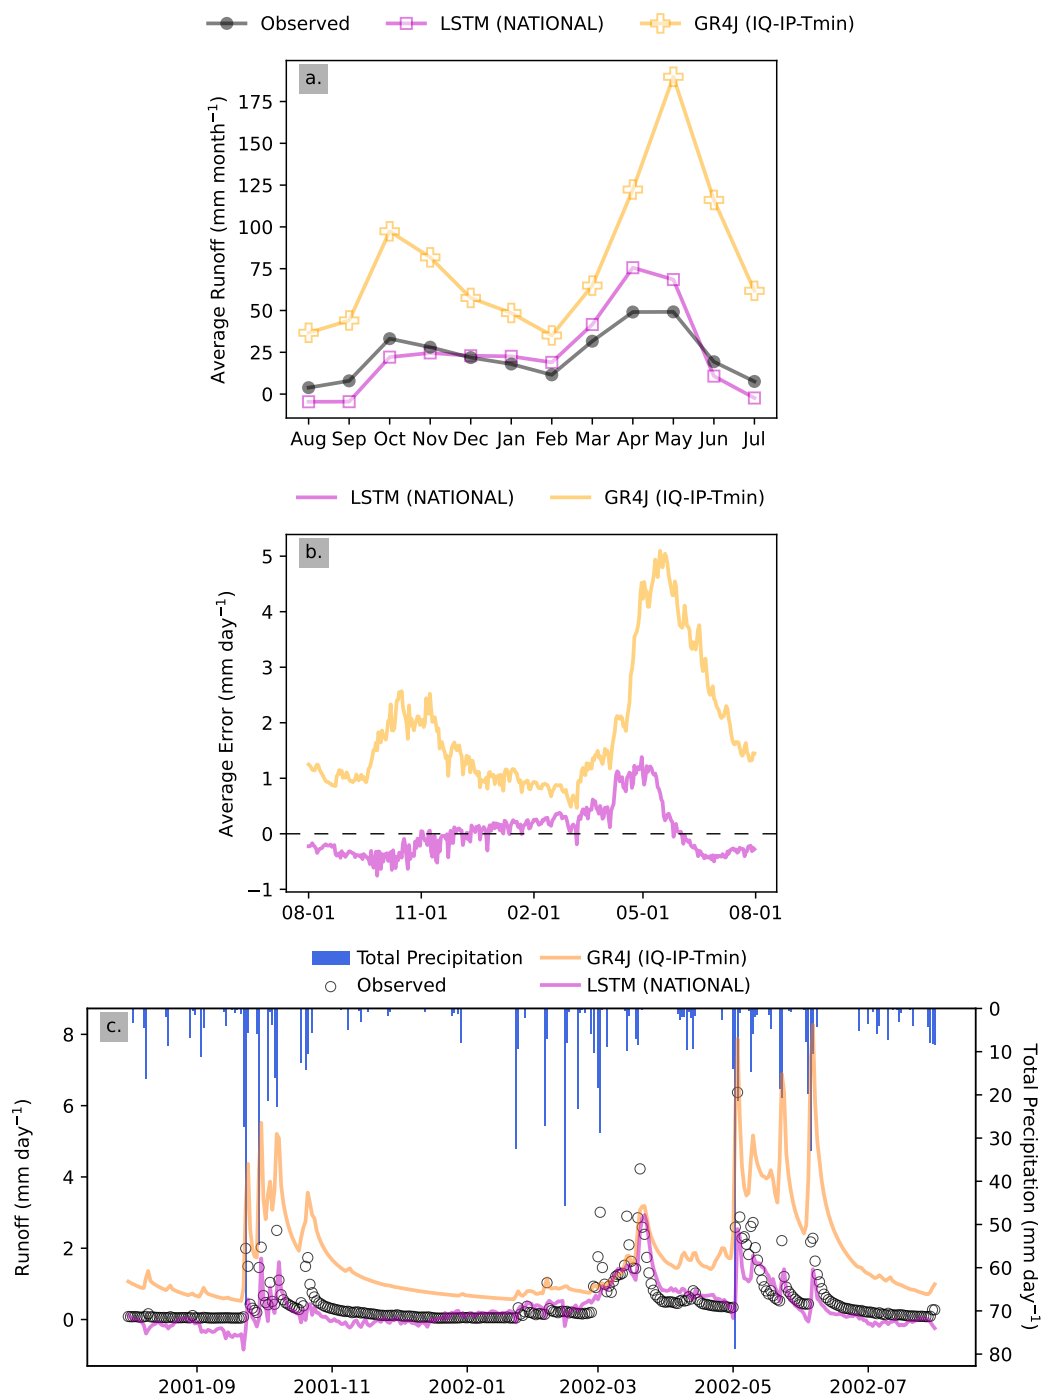 Observed LSTM (NATIONAL) GR4J (IQ-IP-Tmin)
a.
Average Runoff (mm month⁻¹)
175
150
125
100
75
50
25
0
Aug Sep Oct Nov Dec Jan Feb Mar Apr May Jun Jul
LSTM (NATIONAL) GR4J (IQ-IP-Tmin)
b.
Average Error (mm day⁻¹)
5
4
3
2
1
0
−1
08-01 11-01 02-01 05-01 08-01
Total Precipitation GR4J (IQ-IP-Tmin)
Observed LSTM (NATIONAL)
c.
Runoff (mm day⁻¹)
8
6
4
2
0
0
10
20
30
40
50
60
70
80
Total Precipitation (mm day⁻¹)
2001-09 2001-11 2002-01 2002-03 2002-05 2002-07